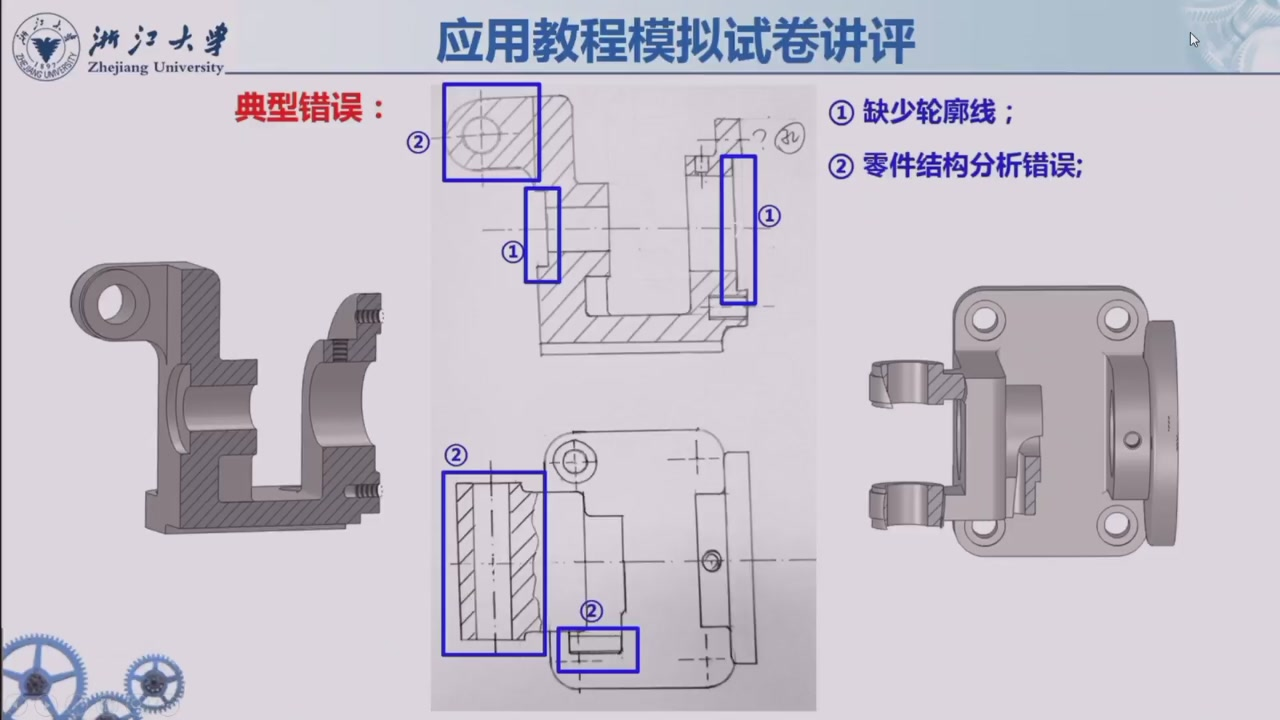 浙江大学
Zhejiang University
应用教程模拟试卷讲评
典型错误：
① 缺少轮廓线；
② 零件结构分析错误;
②
?
①
①
②
②